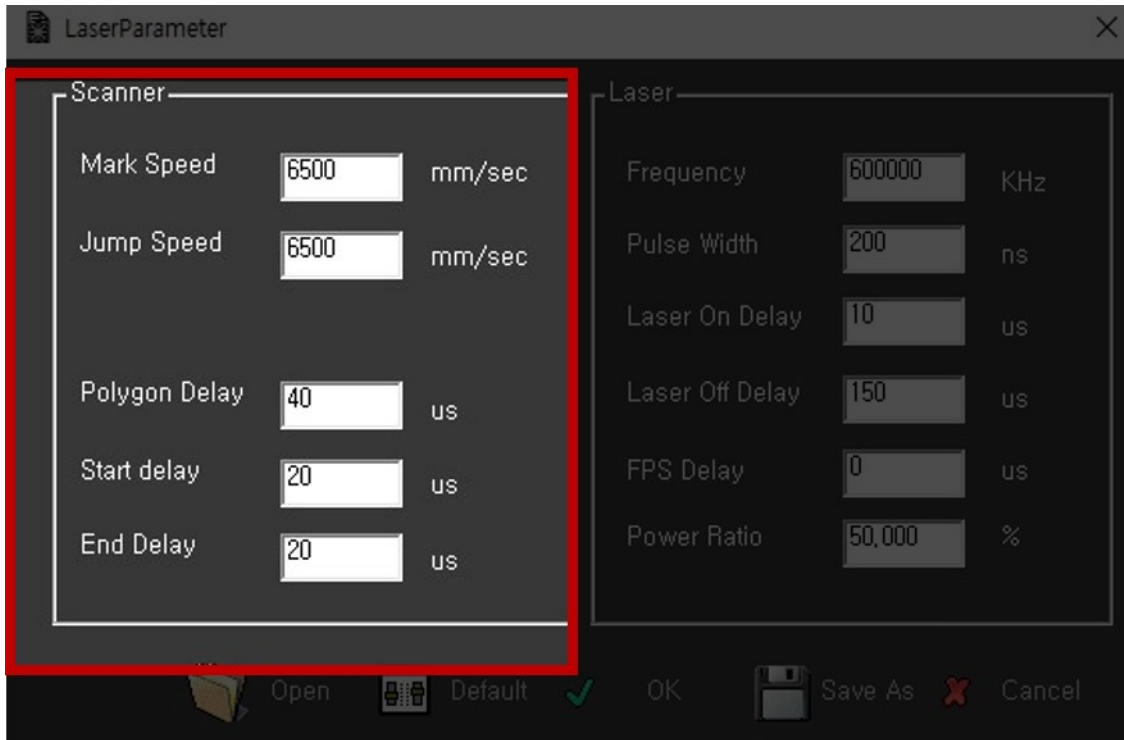 LaserParameter
Scanner
Mark Speed 6500 mm/sec
Jump Speed 6500 mm/sec
Polygon Delay 40 us
Start delay 20 us
End Delay 20 us
Laser
Frequency 600000 KHz
Pulse Width 200 ns
Laser On Delay 10 us
Laser Off Delay 150 us
FPS Delay 0 us
Power Ratio 50,000 %
Open Default OK Save As Cancel